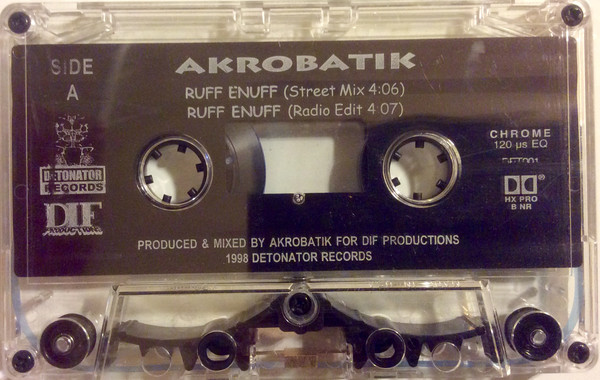 SIDE
A
AKROBATIK
RUFF ENUFF (Street Mix 4:06)
RUFF ENUFF (Radio Edit 4 07)
DETONATOR
RECORDS
DIF
PRODUCTIONS
CHROME
120 µs EQ
HX PRO
B NR
PRODUCED & MIXED BY AKROBATIK FOR DIF PRODUCTIONS
1998 DETONATOR RECORDS